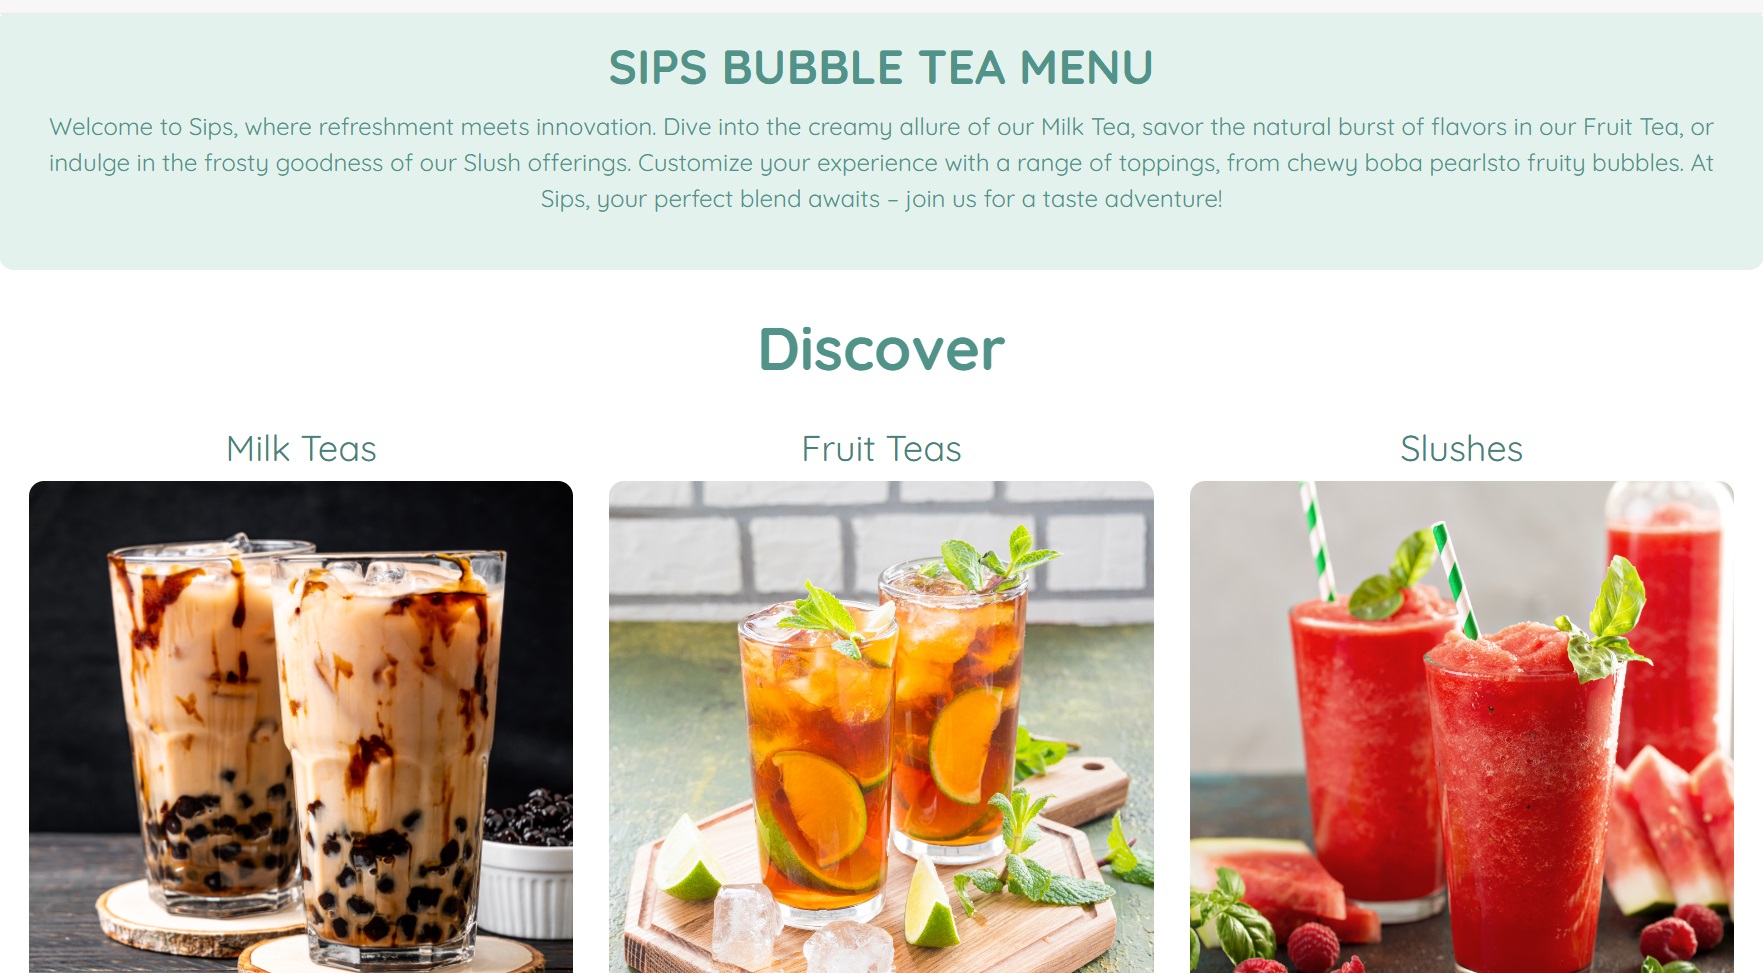 SIPS BUBBLE TEA MENU
Welcome to Sips, where refreshment meets innovation. Dive into the creamy allure of our Milk Tea, savor the natural burst of flavors in our Fruit Tea, or
indulge in the frosty goodness of our Slush offerings. Customize your experience with a range of toppings, from chewy boba pearlsto fruity bubbles. At
Sips, your perfect blend awaits – join us for a taste adventure!
Discover
Milk Teas
Fruit Teas
Slushes